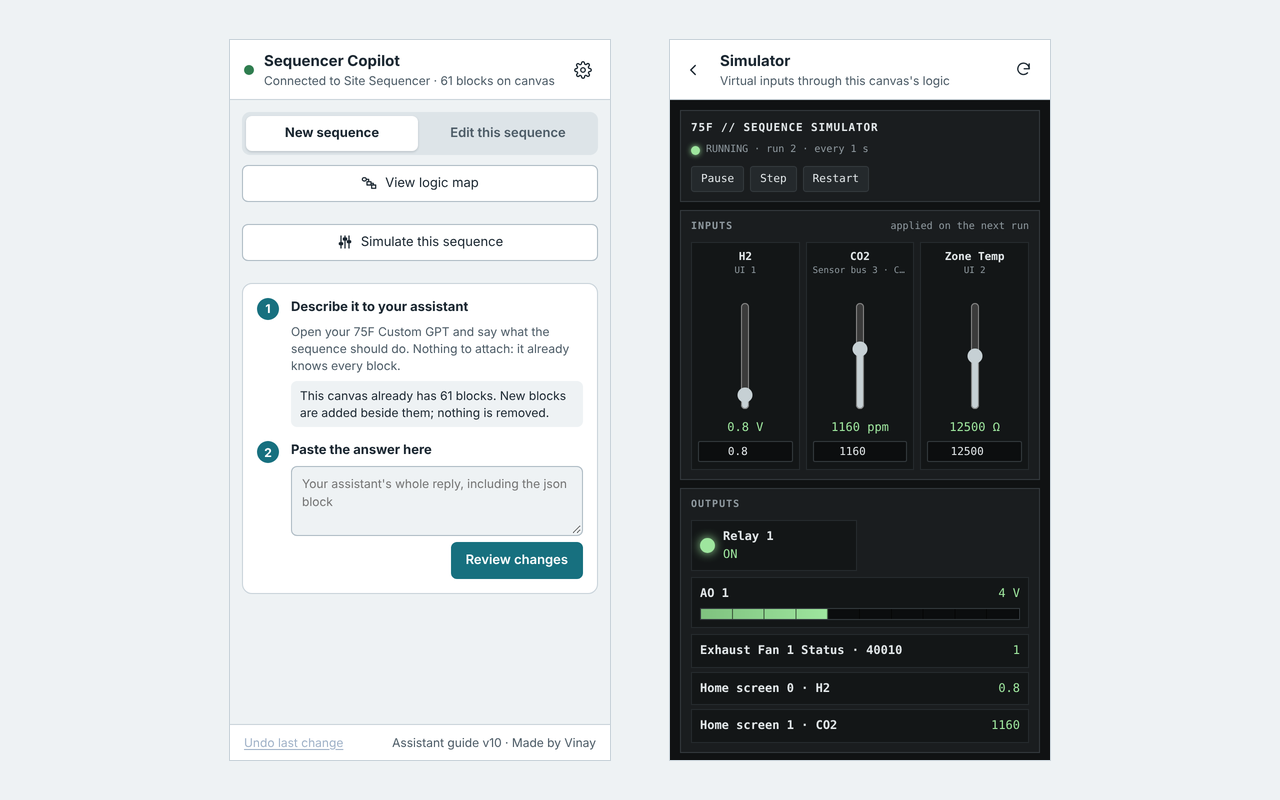 Sequencer Copilot
Connected to Site Sequencer · 61 blocks on canvas
New sequence
Edit this sequence
View logic map
Simulate this sequence
1
Describe it to your assistant
Open your 75F Custom GPT and say what the
sequence should do. Nothing to attach: it already
knows every block.
This canvas already has 61 blocks. New blocks
are added beside them; nothing is removed.
2
Paste the answer here
Your assistant's whole reply, including the json
block
Review changes
Undo last change
Assistant guide v10 · Made by Vinay
Simulator
Virtual inputs through this canvas's logic
75F // SEQUENCE SIMULATOR
RUNNING · run 2 · every 1 s
Pause
Step
Restart
INPUTS
applied on the next run
H2
UI 1
0.8 V
0.8
CO2
Sensor bus 3 · C…
1160 ppm
1160
Zone Temp
UI 2
12500 Ω
12500
OUTPUTS
Relay 1
ON
AO 1
4 V
Exhaust Fan 1 Status · 40010
1
Home screen 0 · H2
0.8
Home screen 1 · CO2
1160